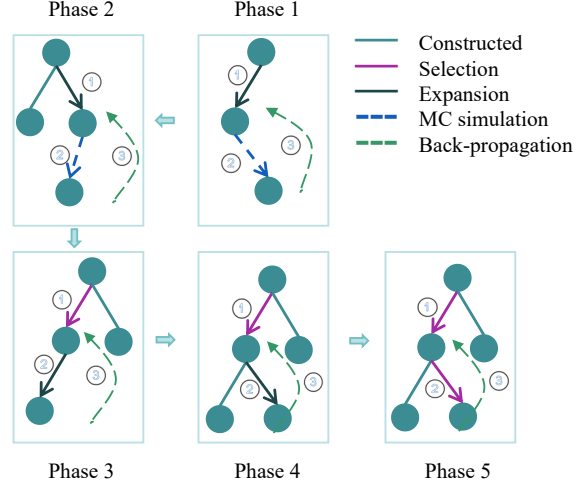 Phase 2
Phase 1
Constructed
Selection
Expansion
MC simulation
Back-propagation
1
2
3
1
2
3
1
2
3
1
2
3
1
2
3
Phase 3
Phase 4
Phase 5